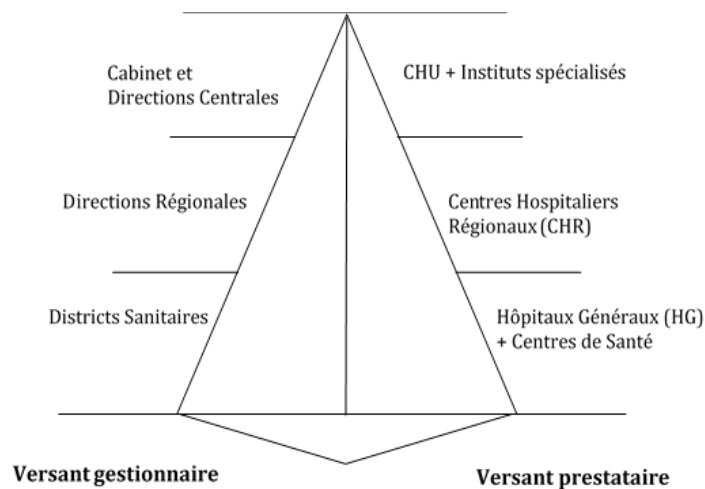 Cabinet et
Directions Centrales
CHU + Instituts spécialisés
Directions Régionales
Centres Hospitaliers
Régionaux (CHR)
Districts Sanitaires
Hôpitaux Généraux (HG)
+ Centres de Santé
Versant gestionnaire
Versant prestataire